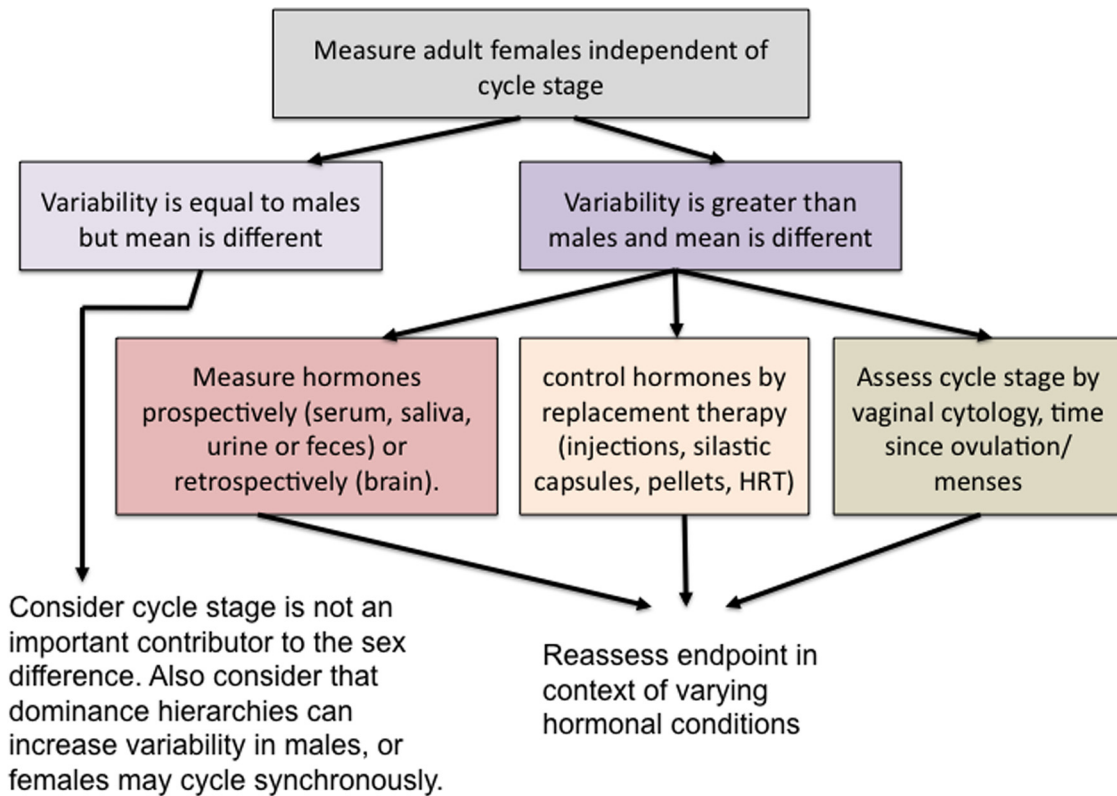 Measure adult females independent of
cycle stage
Variability is equal to males
but mean is different
Variability is greater than
males and mean is different
Measure hormones
prospectively (serum, saliva,
urine or feces) or
retrospectively (brain).
control hormones by
replacement therapy
(injections, silastic
capsules, pellets, HRT)
Assess cycle stage by
vaginal cytology, time
since ovulation/
menses
Consider cycle stage is not an
important contributor to the sex
difference. Also consider that
dominance hierarchies can
increase variability in males, or
females may cycle synchronously.
Reassess endpoint in
context of varying
hormonal conditions